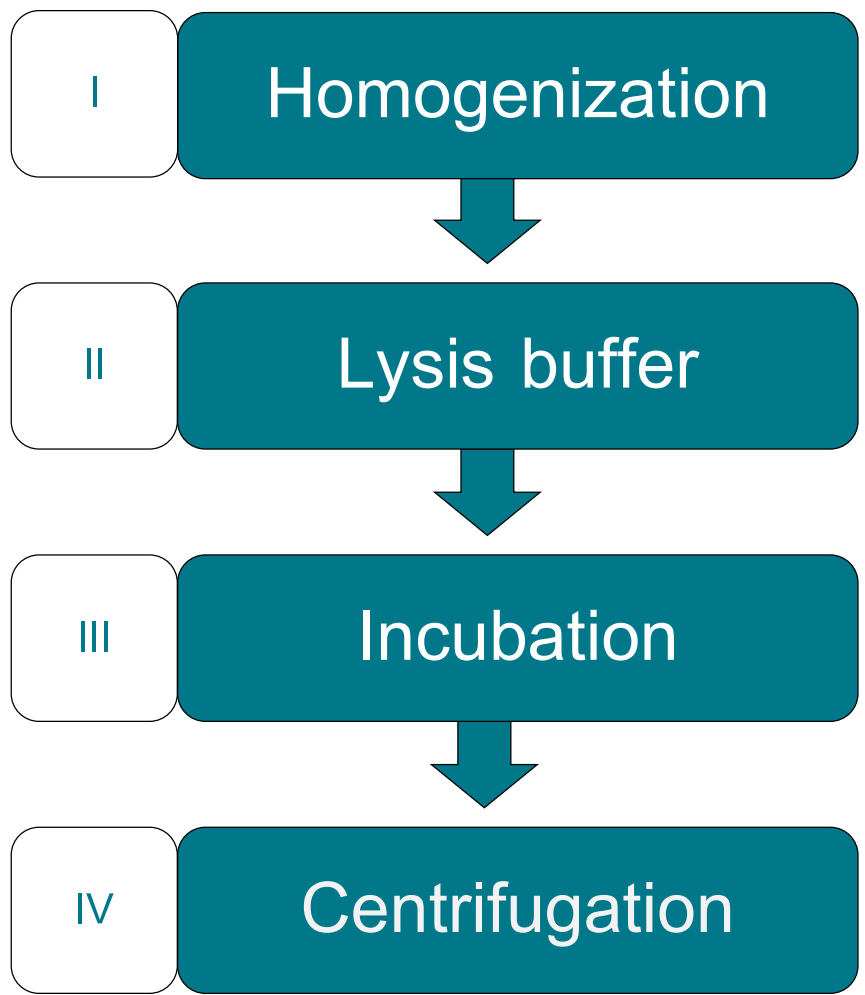 I
Homogenization
II
Lysis buffer
III
Incubation
IV
Centrifugation